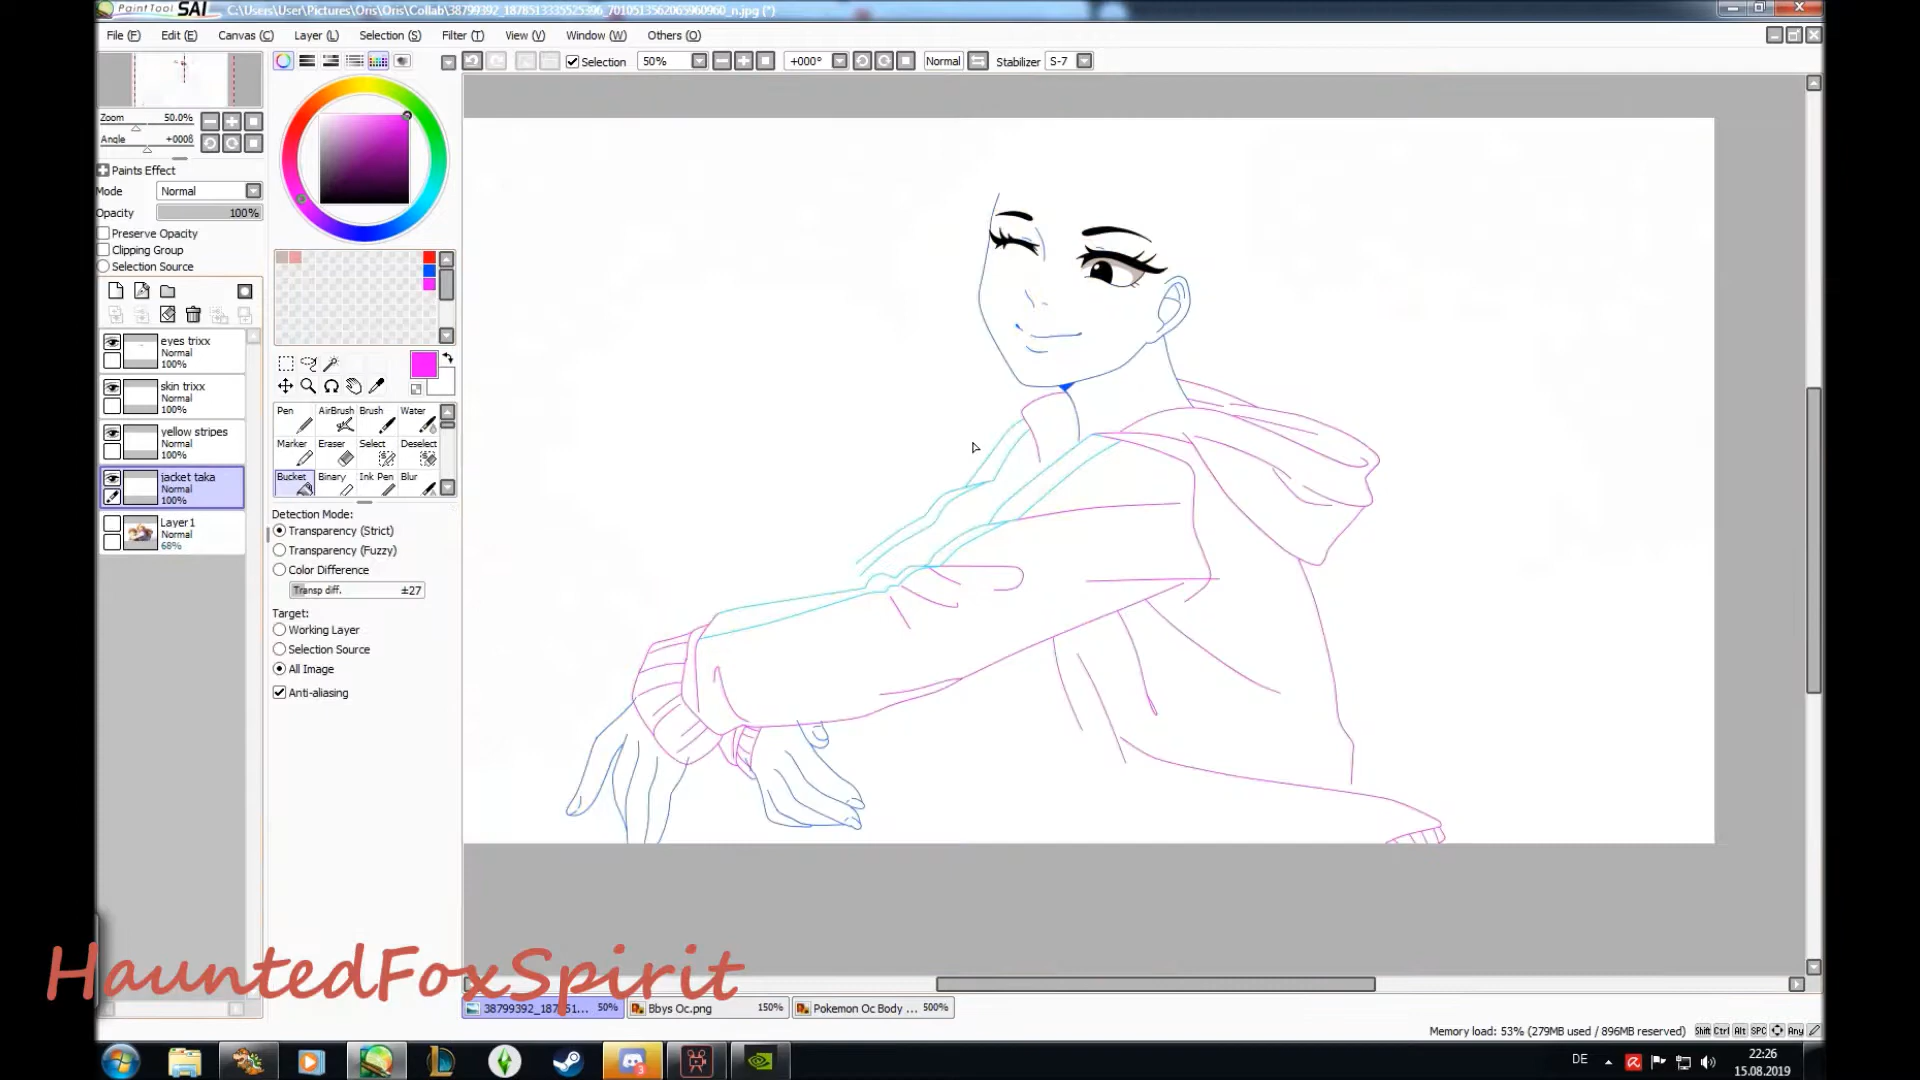 PaintTool SAI C:\Users\User\Pictures\Oris\Oris\Collab\38799392_1878513335525396_7010513562065960960_n.jpg (*)
File (F) Edit (E) Canvas (C) Layer (L) Selection (S) Filter (T) View (V) Window (W) Others (O)
Selection 50% +000° Normal Stabilizer S-7
Zoom 50.0%
Angle +000ß
Paints Effect
Mode Normal
Opacity 100%
Preserve Opacity
Clipping Group
Selection Source
eyes trixx
Normal
100%
skin trixx
Normal
100%
yellow stripes
Normal
100%
jacket taka
Normal
100%
Layer1
Normal
68%
Pen AirBrush Brush Water
Marker Eraser Select Deselect
Bucket Binary Ink Pen Blur
Detection Mode:
Transparency (Strict)
Transparency (Fuzzy)
Color Difference
Transp diff. ±27
Target:
Working Layer
Selection Source
All Image
Anti-aliasing
HauntedFoxSpirit
38799392_187851... 50% Bbys Oc.png 150% Pokemon Oc Body ... 500%
Memory load: 53% (279MB used / 896MB reserved) Shift Ctrl Alt SPC Any
DE 22:26
15.08.2019